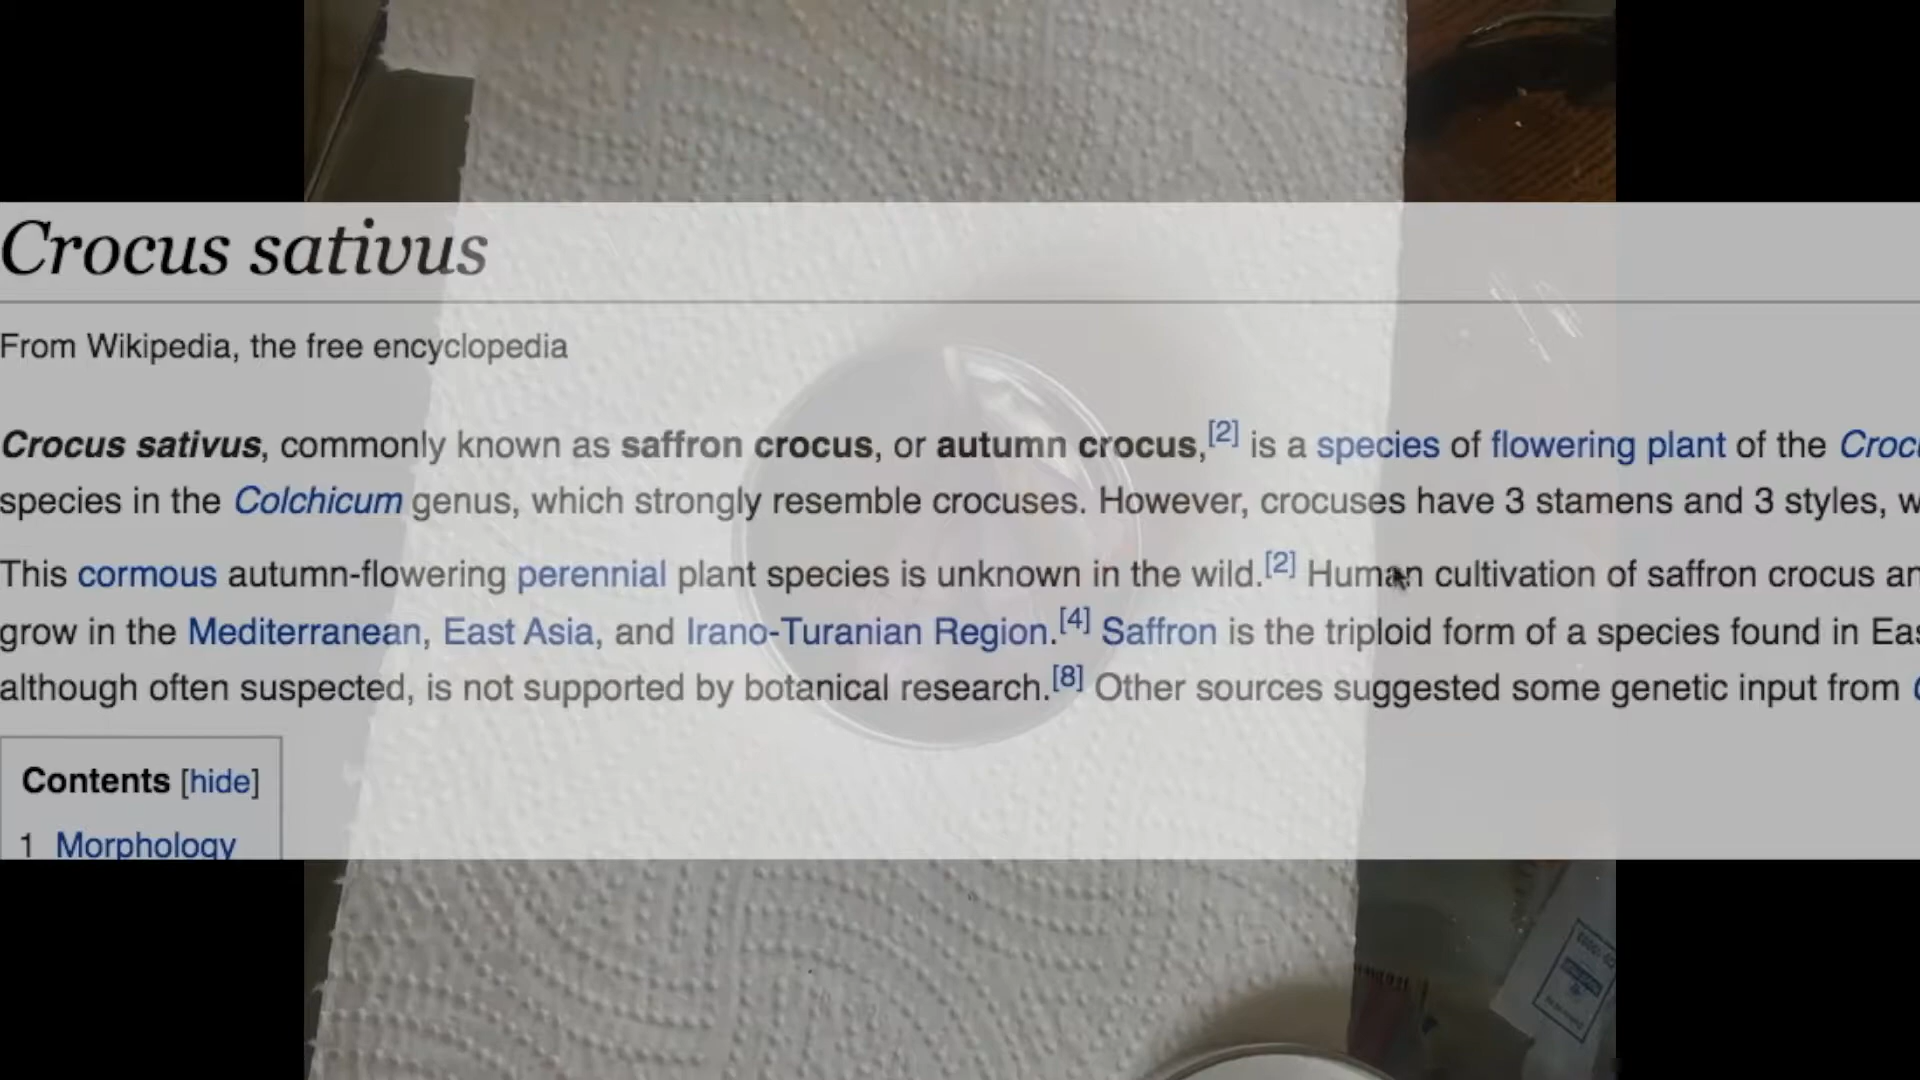 Crocus sativus
From Wikipedia, the free encyclopedia
Crocus sativus, commonly known as saffron crocus, or autumn crocus,[2] is a species of flowering plant of the
species in the Colchicum genus, which strongly resemble crocuses. However, crocuses have 3 stamens and 3 styles,
This cormous autumn-flowering perennial plant species is unknown in the wild.[2] Human cultivation of saffron crocus
grow in the Mediterranean, East Asia, and Irano-Turanian Region.[4] Saffron is the triploid form of a species found in
although often suspected, is not supported by botanical research.[8] Other sources suggested some genetic input from
Contents [hide]
1 Morphology